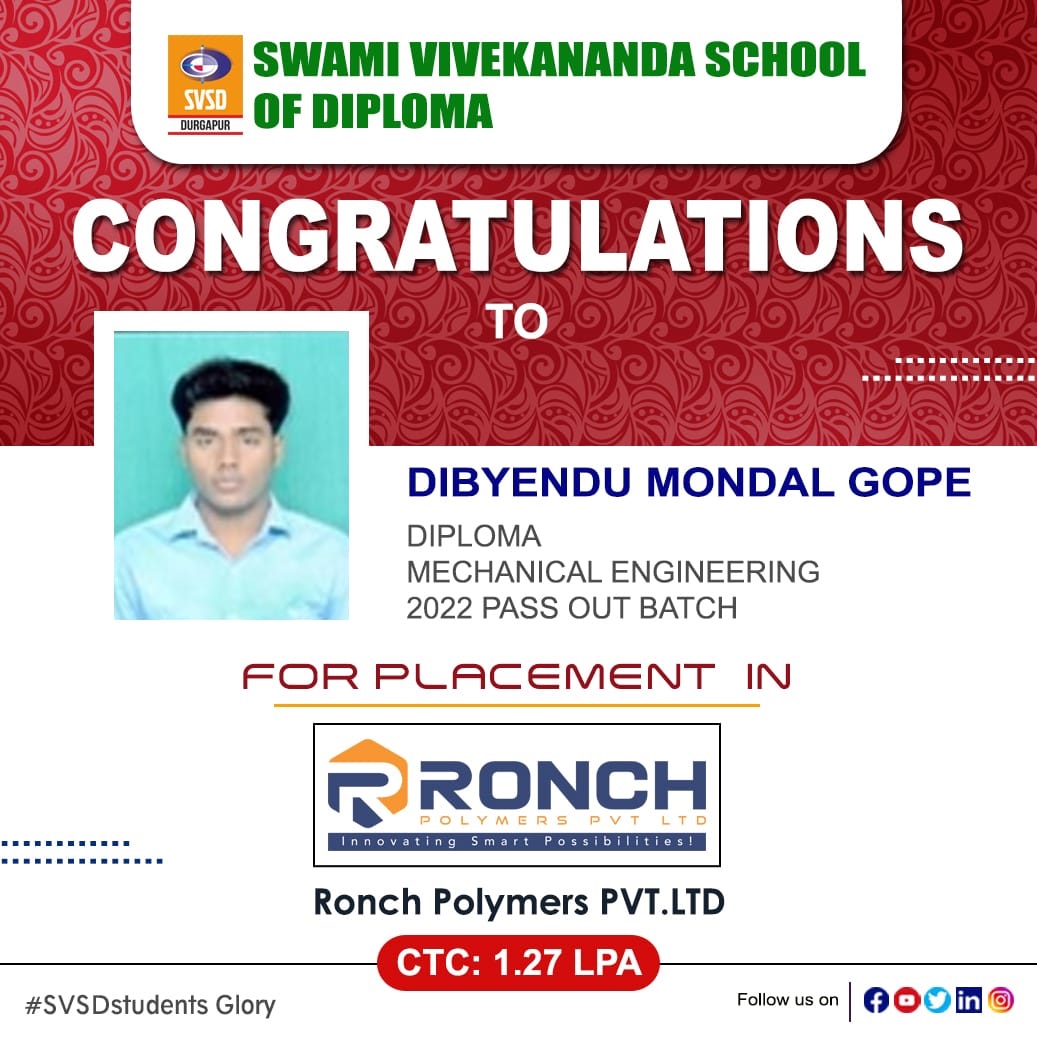 SVSD
DURGAPUR
SWAMI VIVEKANANDA SCHOOL
OF DIPLOMA
CONGRATULATIONS
TO
DIBYENDU MONDAL GOPE
DIPLOMA
MECHANICAL ENGINEERING
2022 PASS OUT BATCH
FOR PLACEMENT IN
RONCH
POLYMERS PVT LTD
Innovating Smart Possibilities!
Ronch Polymers PVT.LTD
CTC: 1.27 LPA
#SVSDstudents Glory
Follow us on